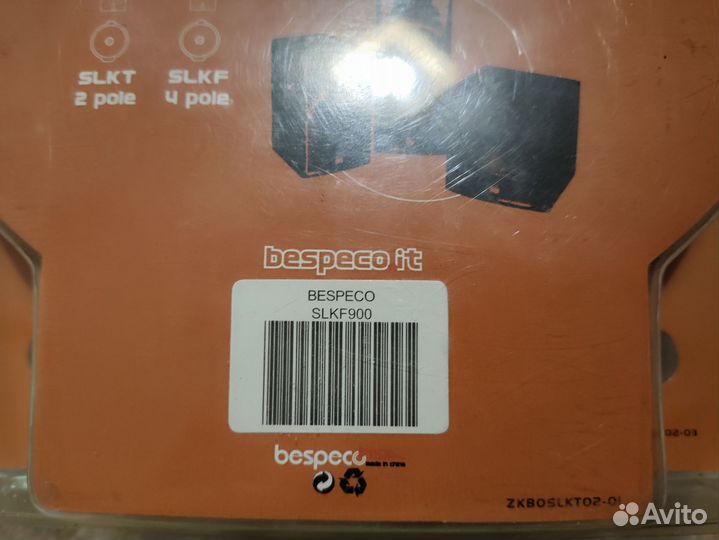 SLKT SLKF
2 pole 4 pole
bespeco it
BESPECO
SLKF900
bespeco
made in china
02-03
ZKBOSLKT02-01
Avito